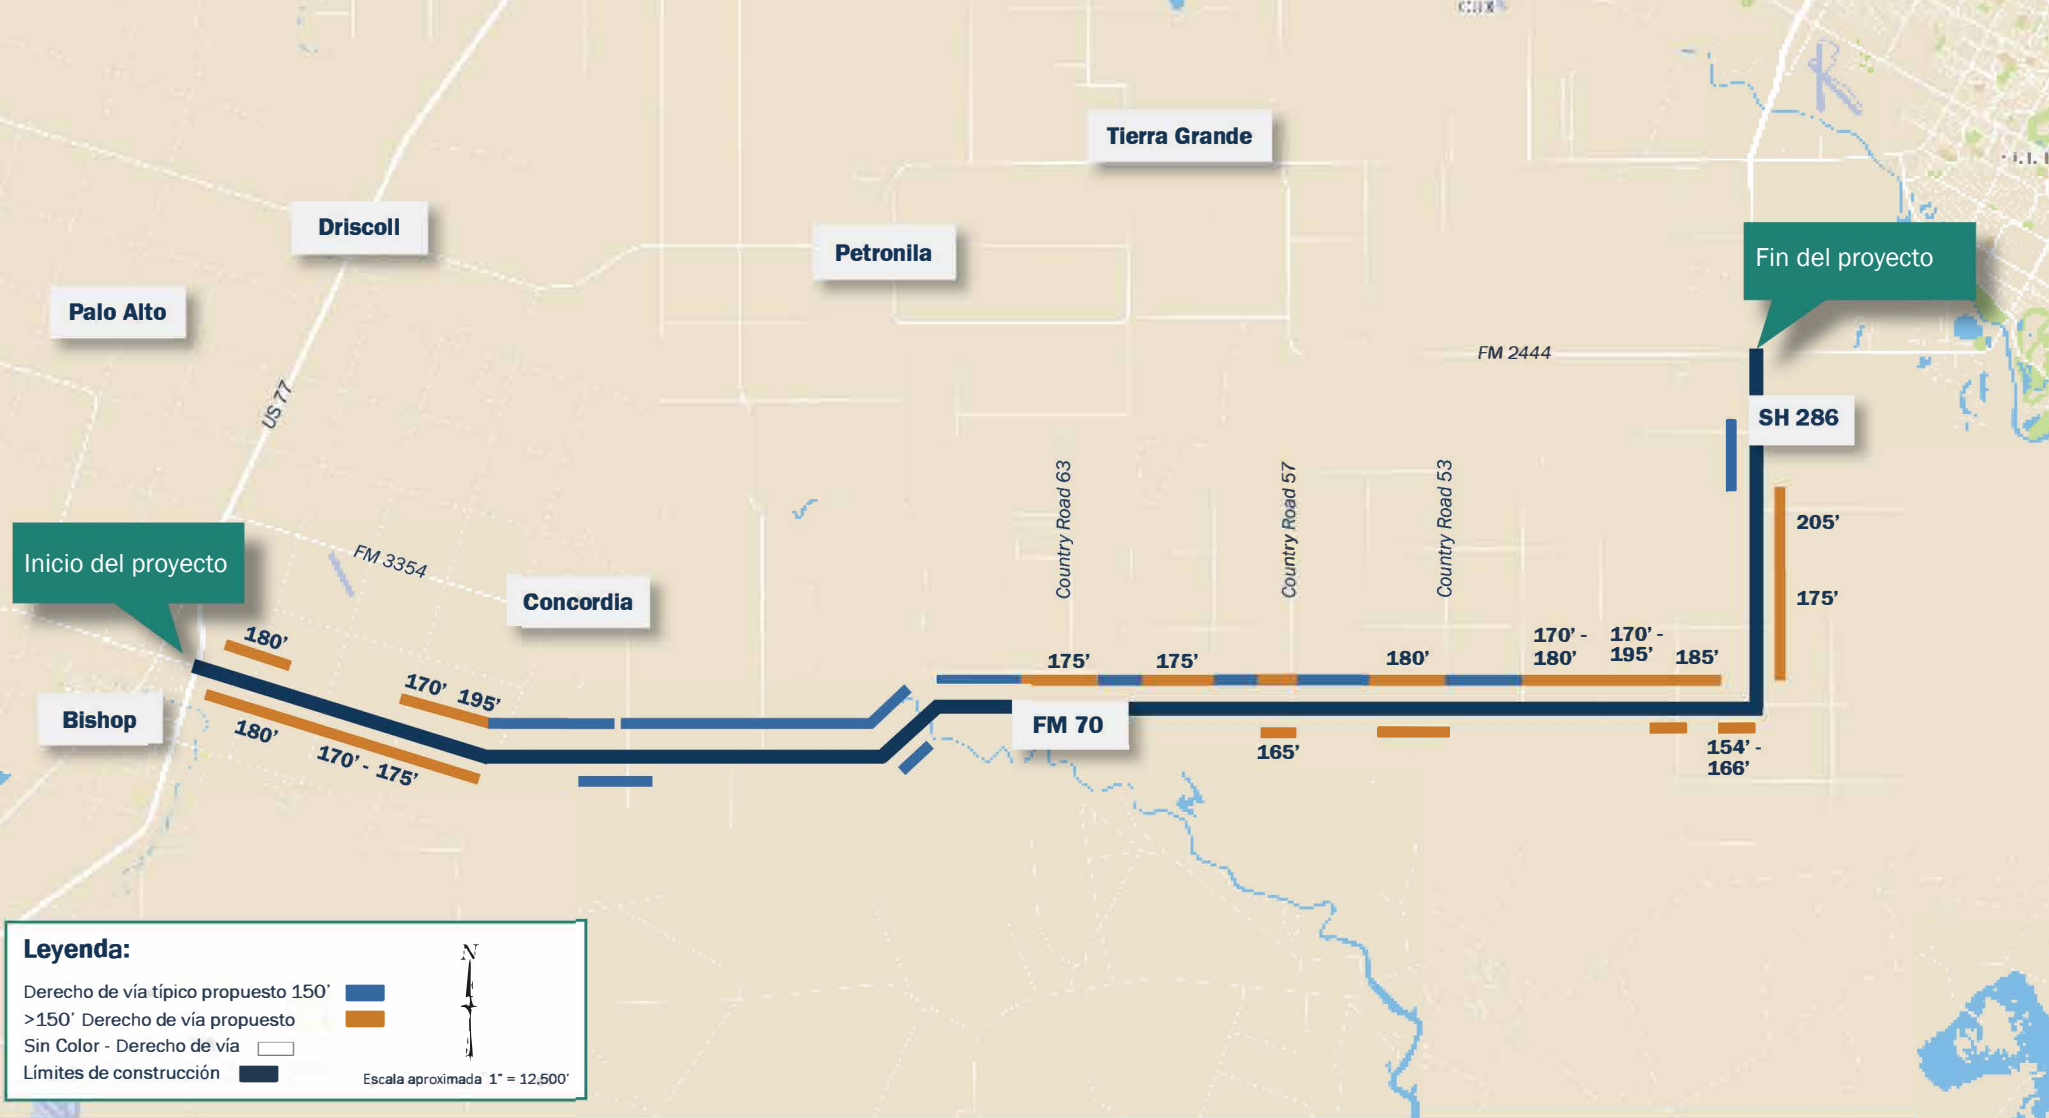 Tierra Grande
Driscoll
Petronila
Fin del proyecto
Palo Alto
FM 2444
US 77
SH 286
Country Road 63
Country Road 57
Country Road 53
205'
Inicio del proyecto
FM 3354
175'
Concordia
180'
170' - 180'
170' - 195'
175'
175'
180'
185'
170' 195'
Bishop
180'
FM 70
170' - 175'
165'
154' -
166'
Leyenda:
N
Derecho de vía típico propuesto 150'
>150' Derecho de vía propuesto
Sin Color - Derecho de vía
Límites de construcción
Escala aproximada 1" = 12,500'